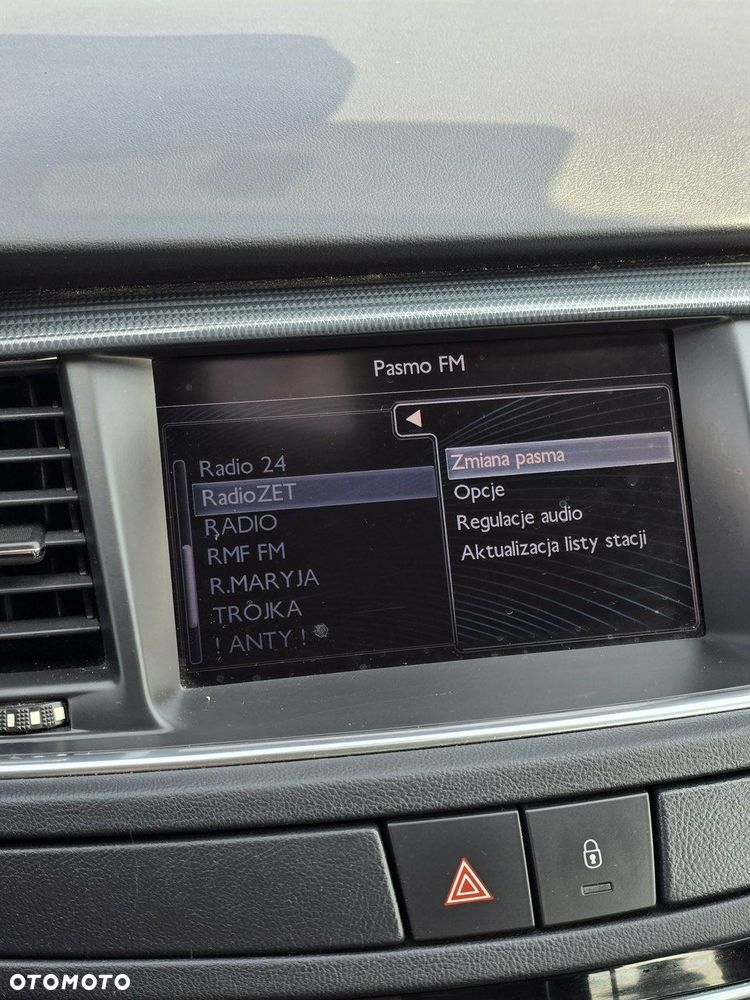 Pasmo FM
Radio 24
RadioZET
RADIO
RMF FM
R.MARYJA
TRÓJKA
! ANTY !
Zmiana pasma
Opcje
Regulacje audio
Aktualizacja listy stacji
OTOMOTO